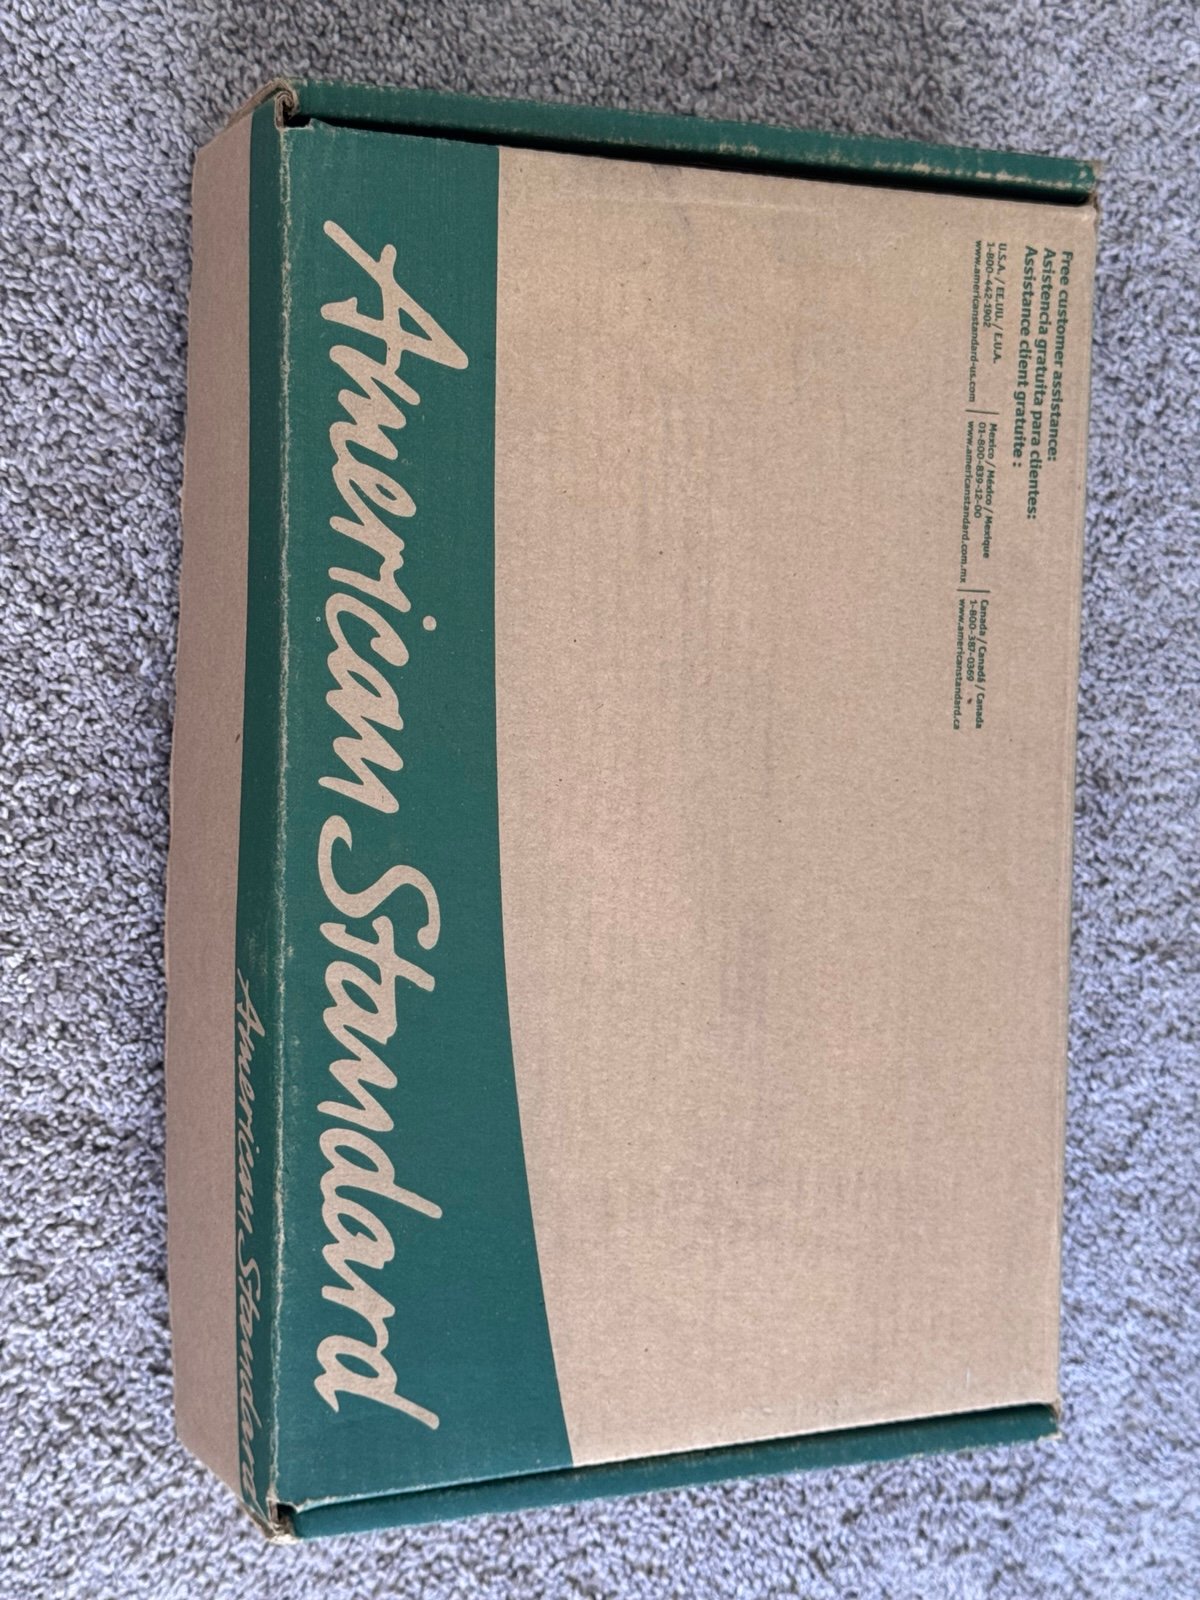 American Standard
Free customer assistance:
Asistencia gratuita para clientes:
Assistance client gratuite :
U.S.A. / EE.UU. / E.U.A.
1-800-442-1902
www.americanstandard-us.com
Mexico / México / Mexique
01-800-839-12-00
www.americanstandard.com.mx
Canada / Canadá / Canada
1-800-387-0369
www.americanstandard.ca
American Standard